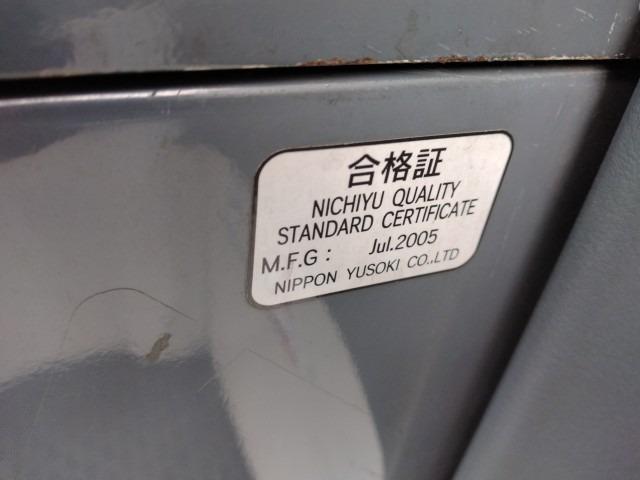 合格証
NICHIYU QUALITY
STANDARD CERTIFICATE
M.F.G : Jul.2005
NIPPON YUSOKI CO.,LTD